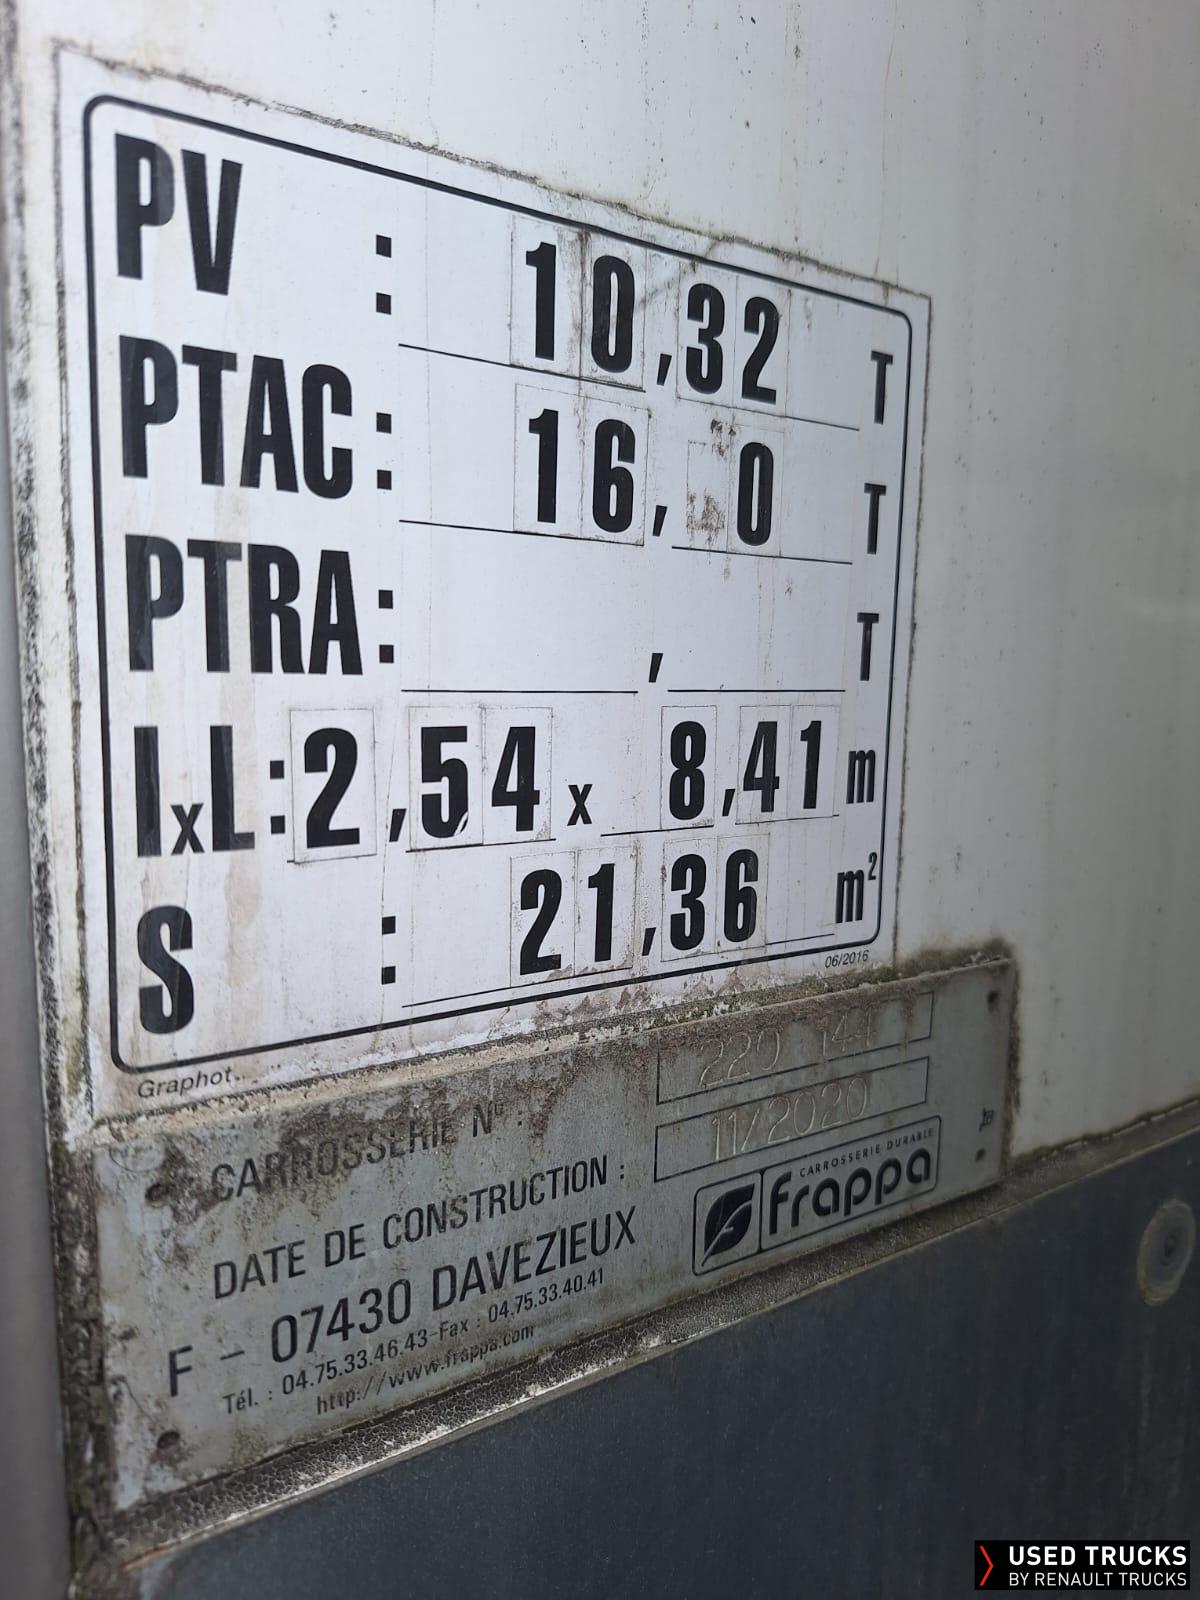 PV : 10,32 T
PTAC : 16, 0 T
PTRA : , T
lxL : 2,54 x 8,41 m
S : 21,36 m²
06/2016
Graphot.
CARROSSERIE N° : 220 144
DATE DE CONSTRUCTION : 11/2020
F - 07430 DAVEZIEUX
CARROSSERIE DURABLE
frappa
Tél. : 04.75.33.46.43-Fax : 04.75.33.40.41
http://www.frappa.com
USED TRUCKS
BY RENAULT TRUCKS